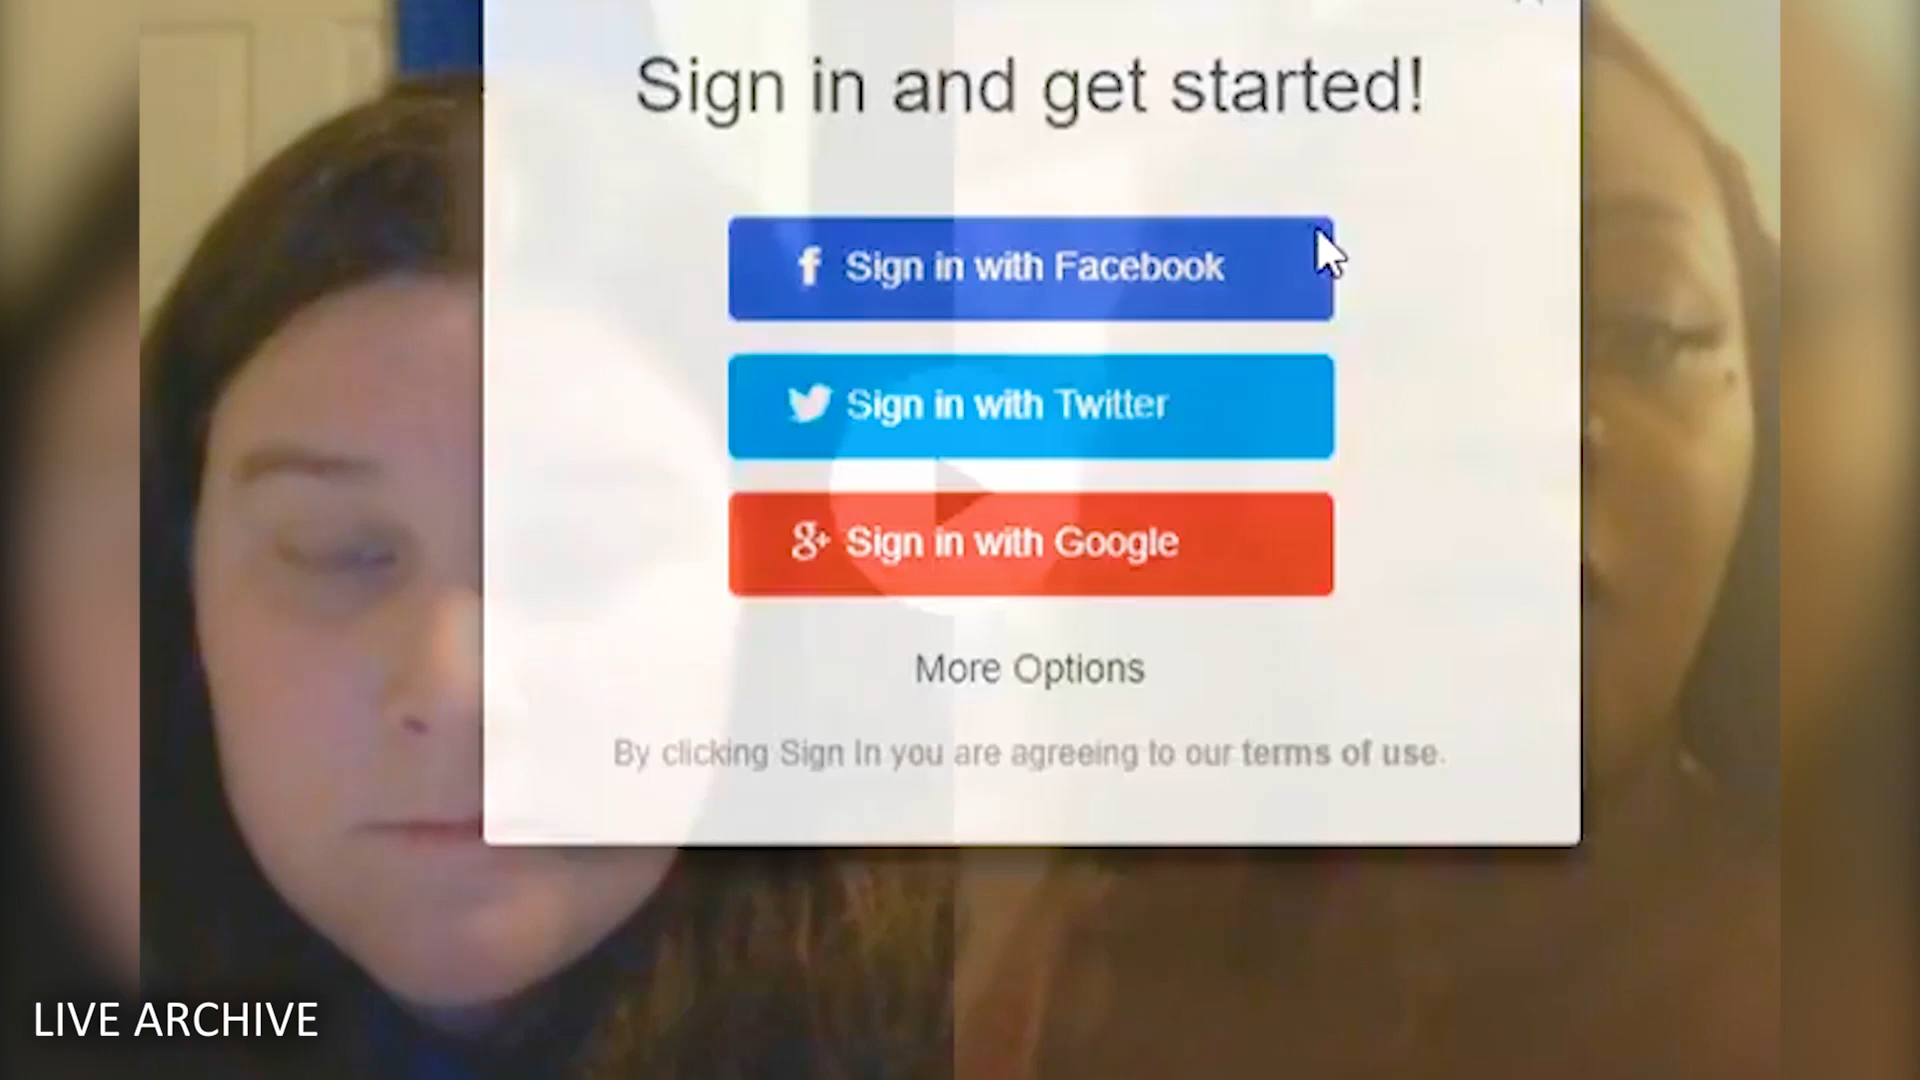 Sign in and get started!
f Sign in with Facebook
Sign in with Twitter
g+ Sign in with Google
More Options
By clicking Sign In you are agreeing to our terms of use.
LIVE ARCHIVE